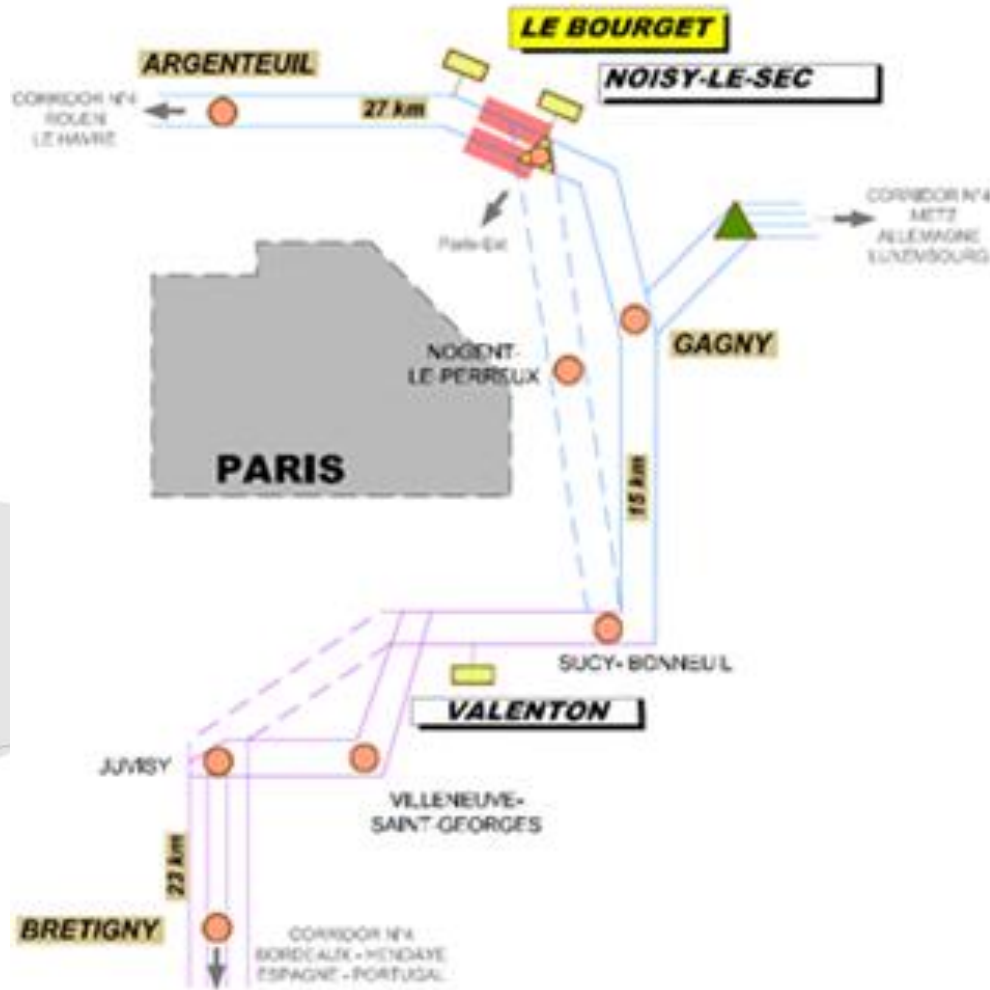 LE BOURGET
ARGENTEUIL
NOISY-LE-SEC
CORRIDOR N°4
ROUEN
LE HAVRE
27 km
CORRIDOR N°4
METZ
ALLEMAGNE
LUXEMBOURG
Paris-Est
GAGNY
NOGENT-
LE-PERREUX
PARIS
15 km
SUCY-BONNEUIL
VALENTON
JUVISY
VILLENEUVE-
SAINT-GEORGES
23 km
BRETIGNY
CORRIDOR N°4
BORDEAUX - HENDAYE
ESPAGNE - PORTUGAL